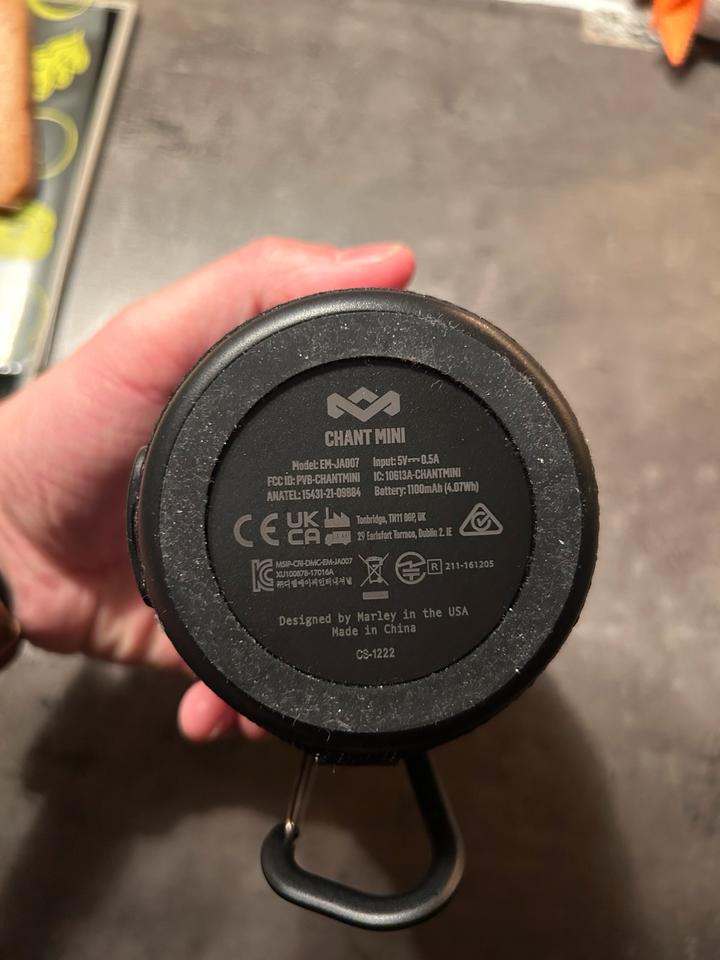 CHANT MINI
Model: EM-JA007 Input: 5V⎓0.5A
FCC ID: PVB-CHANTMINI IC: 10613A-CHANTMINI
ANATEL: 15431-21-09884 Battery: 1100mAh (4.07Wh)
CE UK CA Tonbridge, TN11 0GP, UK
29 Earlsfort Terrace, Dublin 2. IE
MSIP-CRI-DMC-EM-JA007
XU100878-17016A
R 211-161205
Designed by Marley in the USA
Made in China
CS-1222